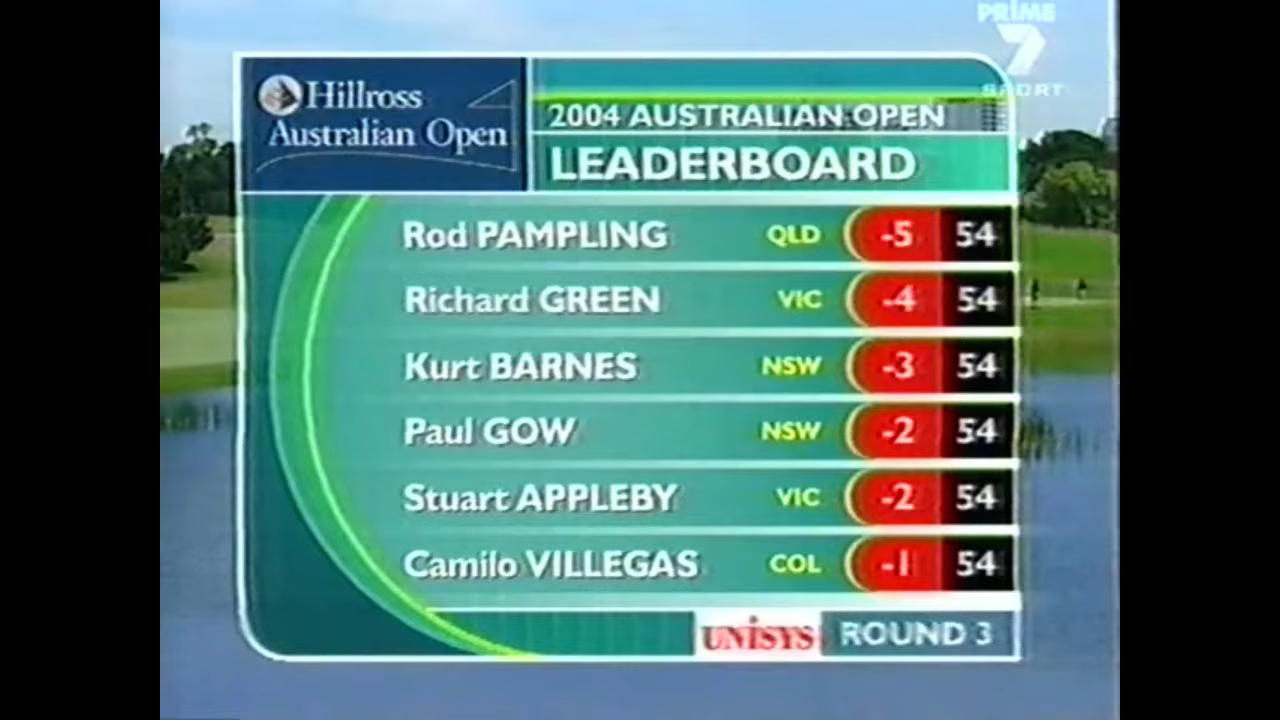 PRIME
7
SPORT
Hillross
Australian Open
2004 AUSTRALIAN OPEN
LEADERBOARD
Rod PAMPLING QLD -5 54
Richard GREEN VIC -4 54
Kurt BARNES NSW -3 54
Paul GOW NSW -2 54
Stuart APPLEBY VIC -2 54
Camilo VILLEGAS COL -1 54
UNISYS ROUND 3